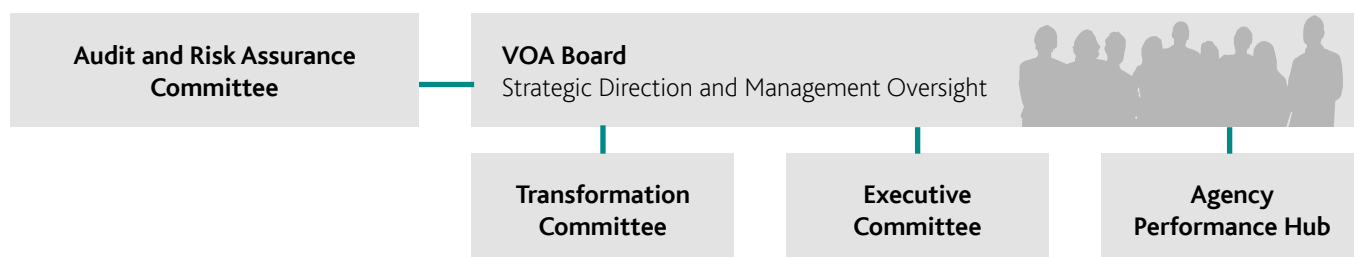 Audit and Risk Assurance
Committee
VOA Board
Strategic Direction and Management Oversight
Transformation
Committee
Executive
Committee
Agency
Performance Hub